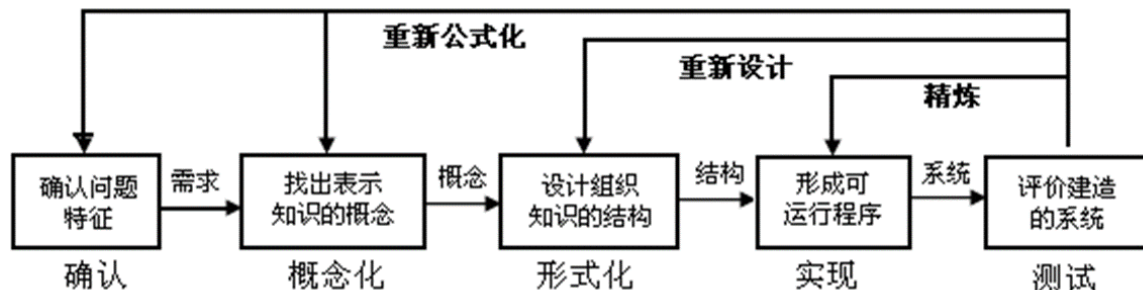 重新公式化
重新设计
精炼
确认问题
特征
需求
找出表示
知识的概念
概念
设计组织
知识的结构
结构
形成可
运行程序
系统
评价建造
的系统
确认
概念化
形式化
实现
测试